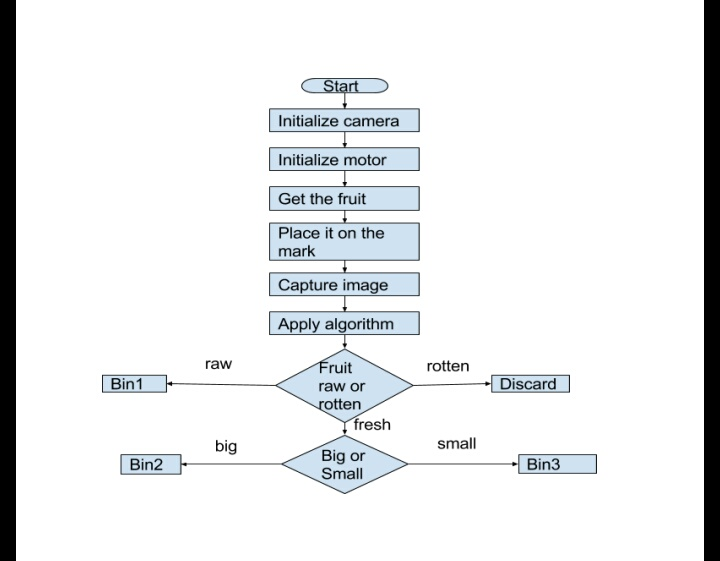 Start
Initialize camera
Initialize motor
Get the fruit
Place it on the
mark
Capture image
Apply algorithm
raw
Fruit
raw or
rotten
rotten
Bin1
Discard
fresh
big
Big or
Small
small
Bin2
Bin3